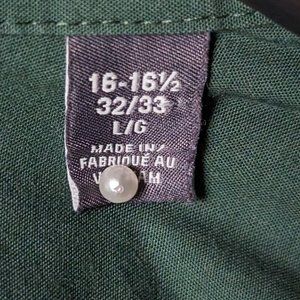 16-16½
32/33
L/G
MADE IN/
FABRIQUÉ AU